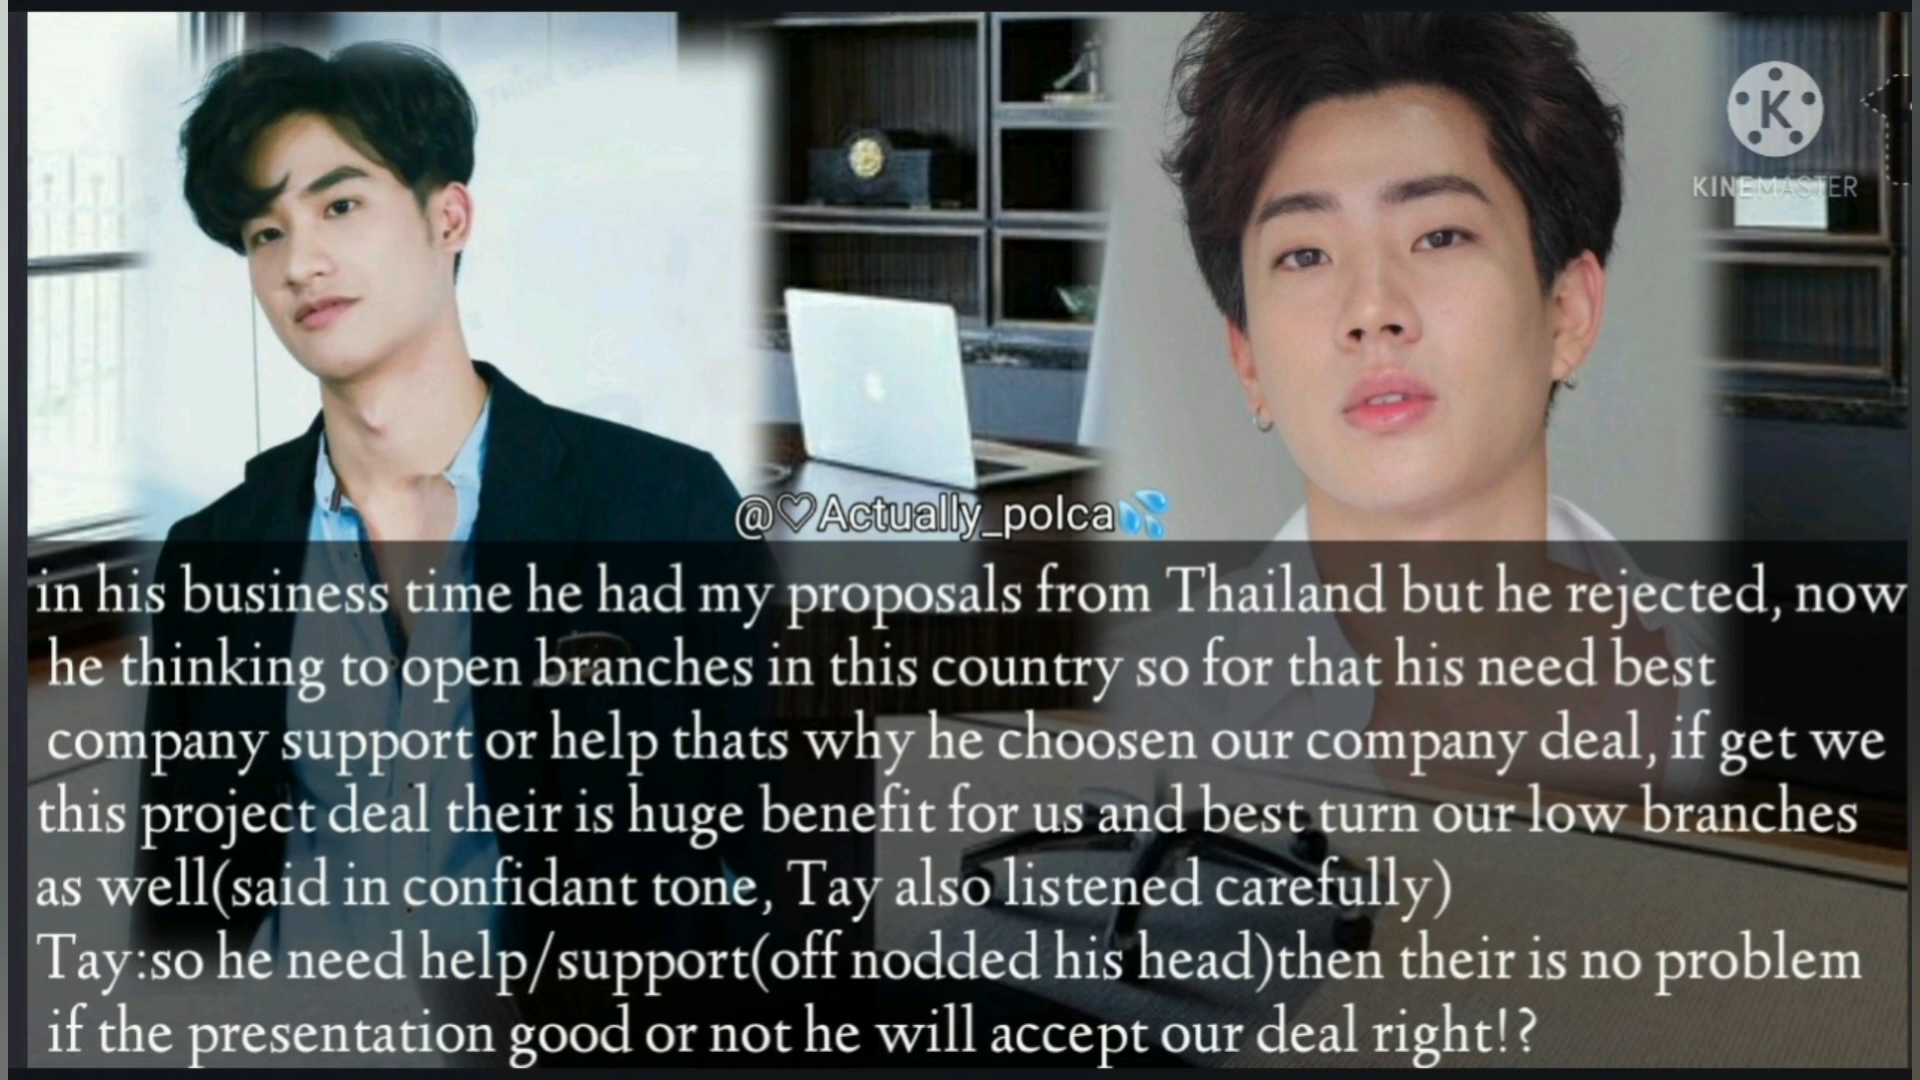 KINEMASTER
@♡Actually_polca💦
in his business time he had my proposals from Thailand but he rejected, now
he thinking to open branches in this country so for that his need best
company support or help thats why he choosen our company deal, if get we
this project deal their is huge benefit for us and best turn our low branches
as well(said in confidant tone, Tay also listened carefully)
Tay:so he need help/support(off nodded his head)then their is no problem
if the presentation good or not he will accept our deal right!?